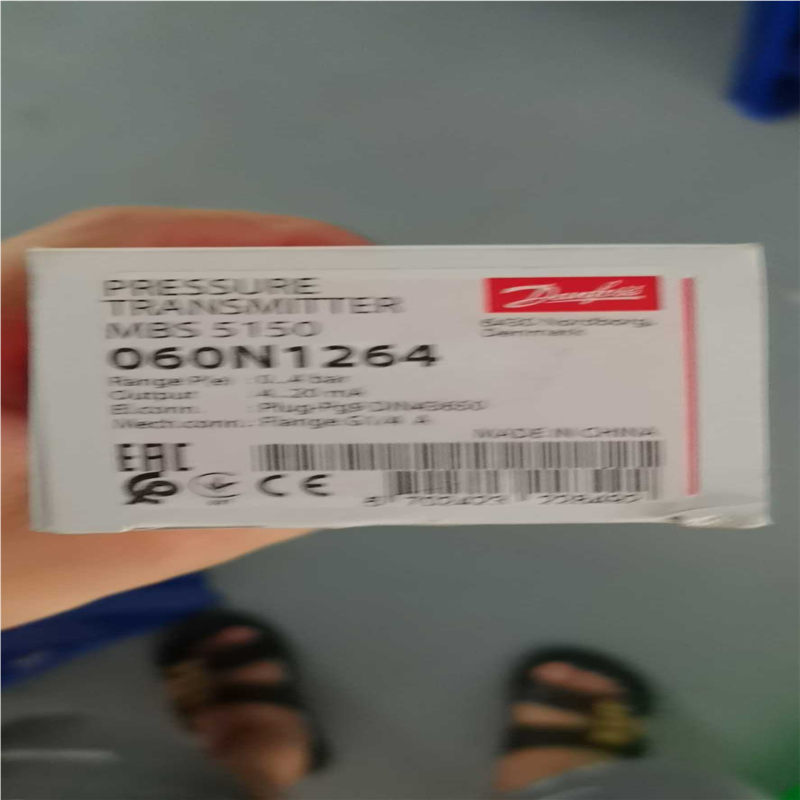 PRESSURE
TRANSMITTER
MBS 5150
060N1264
Danfoss
6430 Nordborg,
Denmark
Range P'e: 0..4 bar
Output: 4..20 mA
El.conn.: Plug-Pg9 DIN43650
Mech.conn.: Flange G1/4 A
MADE IN CHINA
EAC
CE